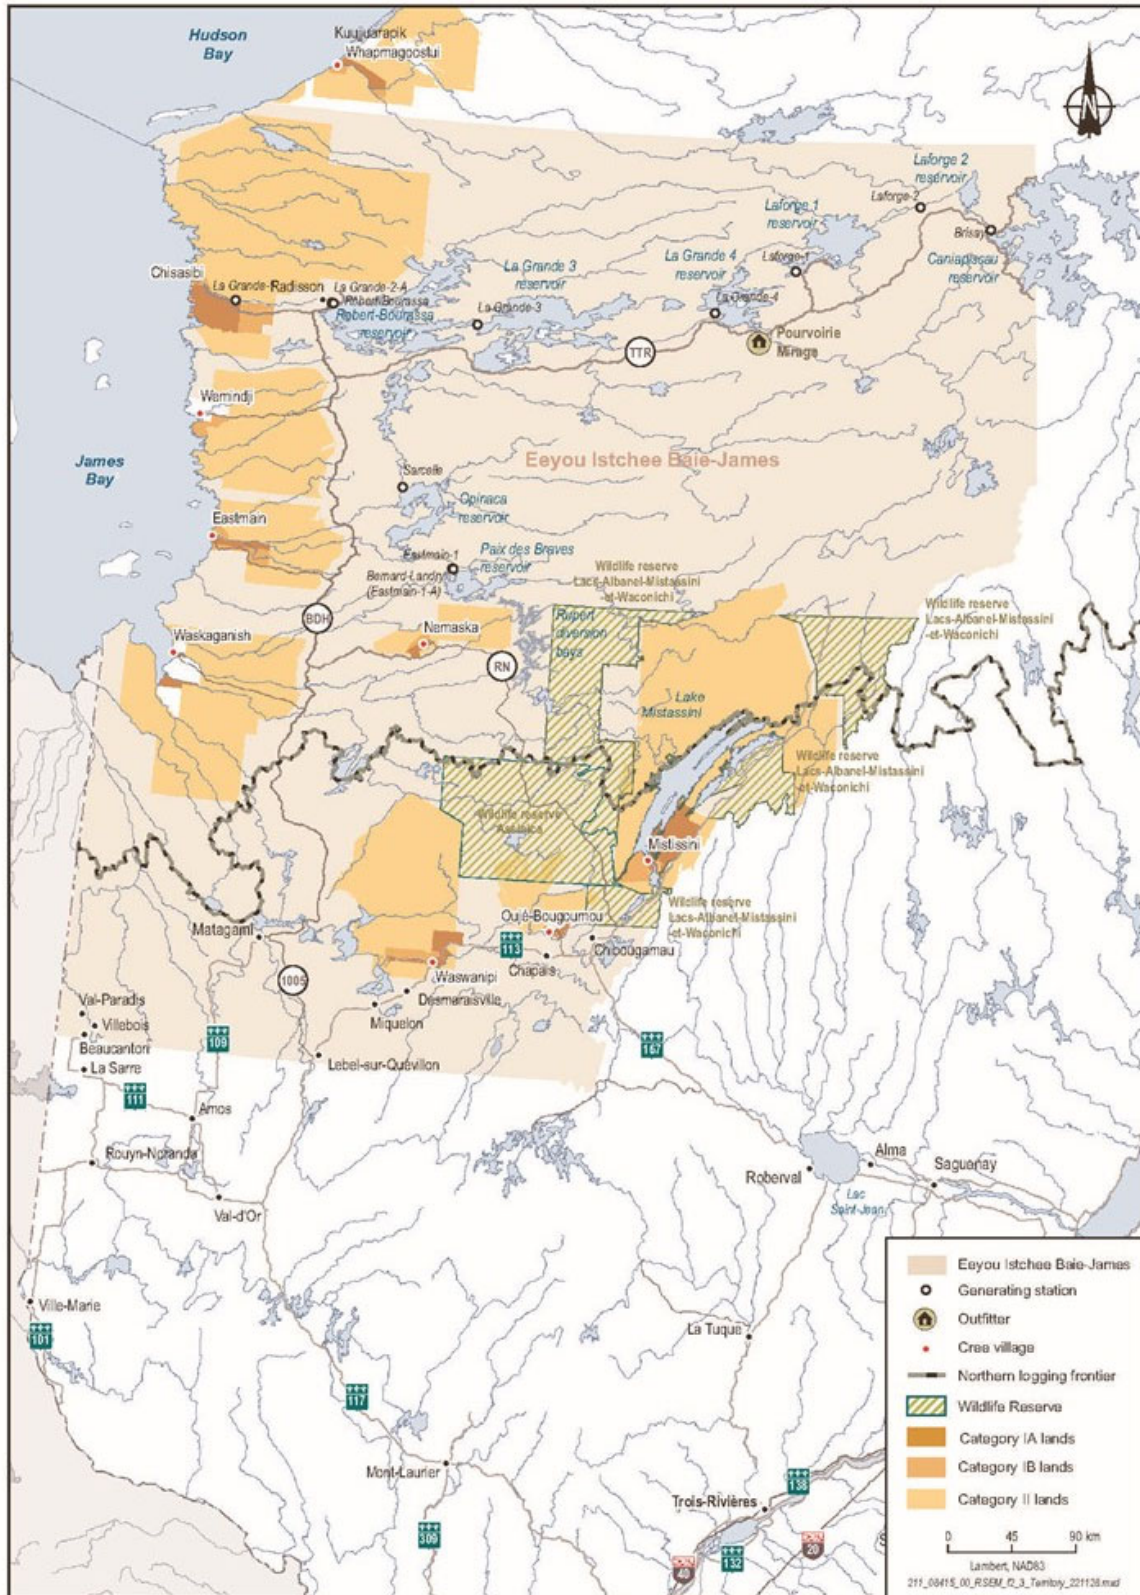 Hudson
Bay
Kuujjuarapik
Whapmagoostui
N
Laforge 2
reservoir
Laforge-2
Laforge 1
reservoir
Brisay
La Grande 4
reservoir
Laforge-1
Caniapiscau
reservoir
La Grande 3
reservoir
Chisasibi
La Grande-1
Radisson
La Grande-2-A
Robert-Bourassa
Robert-Bourassa
reservoir
La Grande-3
La Grande-4
Pourvoirie
Mirage
TTR
Wemindji
James
Bay
Eeyou Istchee Baie-James
Sarcelle
Opinaca
reservoir
Eastmain
Eastmain-1
Paix des Braves
reservoir
Bernard-Landry
(Eastmain-1-A)
Wildlife reserve
Lacs-Albanel-Mistassini
-et-Waconichi
Wildlife reserve
Lacs-Albanel-Mistassini
-et-Waconichi
BDH
Waskaganish
Nemaska
Rupert
diversion
bays
RN
Lake
Mistassini
Wildlife reserve
Lacs-Albanel-Mistassini
-et-Waconichi
Wildlife reserve
Assinica
Mistissini
Wildlife reserve
Lacs-Albanel-Mistassini
-et-Waconichi
Oujé-Bougoumou
Matagami
113
Chibougamau
Chapais
Waswanipi
1005
Desmaraisville
Miquelon
Val-Paradis
Villebois
Beaucanton
109
167
La Sarre
Lebel-sur-Quévillon
111
Amos
Rouyn-Noranda
Alma
Roberval
Saguenay
Val-d'Or
Lac
Saint-Jean
Ville-Marie
101
La Tuque
117
Mont-Laurier
138
Trois-Rivières
309
132
20
40
Eeyou Istchee Baie-James
Generating station
Outfitter
Cree village
Northern logging frontier
Wildlife Reserve
Category IA lands
Category IB lands
Category II lands
0 45 90 km
Lambert, NAD83
211_08415_00_RSEM_f2_3_Territory_221128.mxd